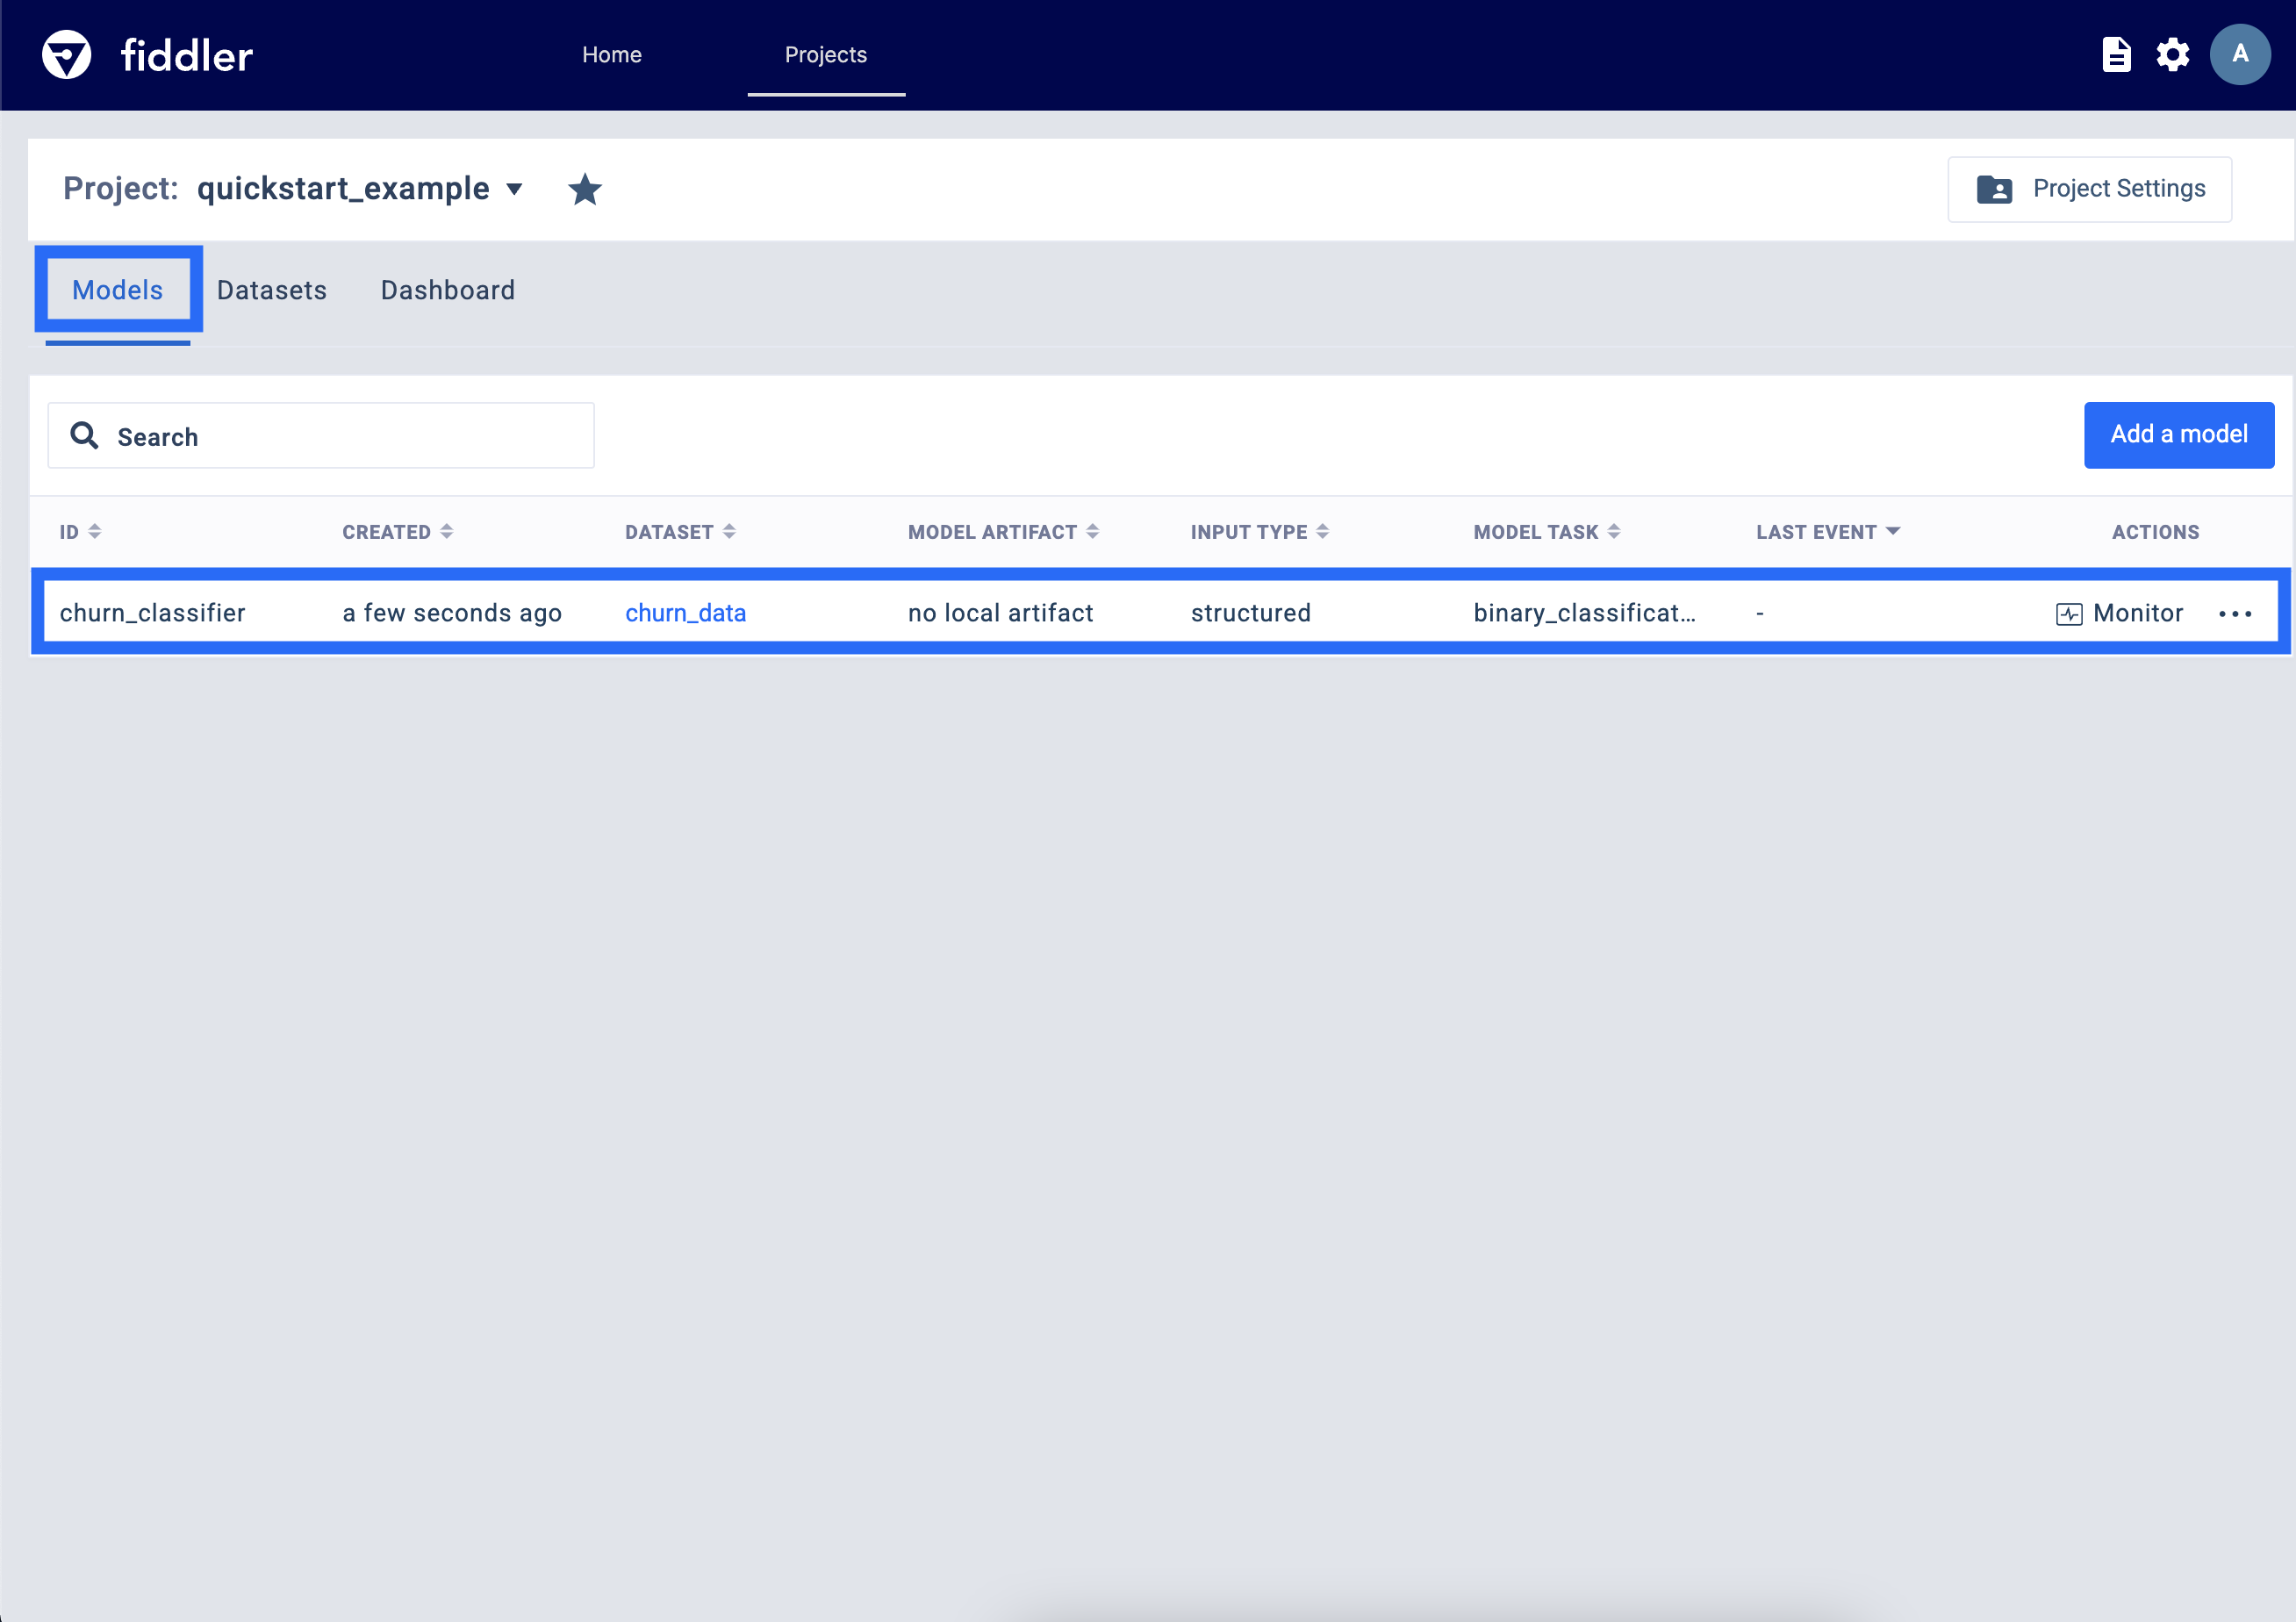 fiddler Home Projects A
Project: quickstart_example Project Settings
Models Datasets Dashboard
Search Add a model
ID CREATED DATASET MODEL ARTIFACT INPUT TYPE MODEL TASK LAST EVENT ACTIONS
churn_classifier a few seconds ago churn_data no local artifact structured binary_classificat... - Monitor